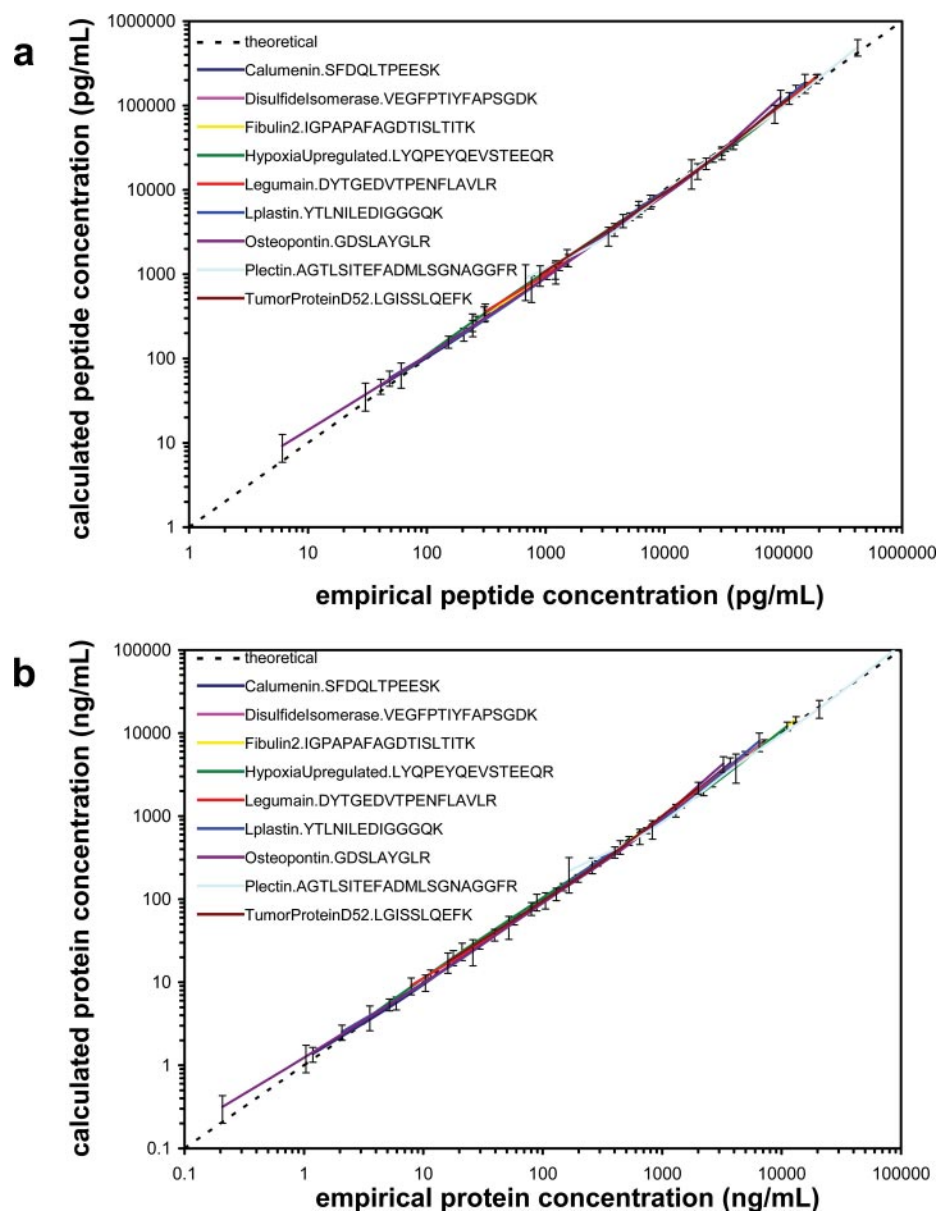 a
calculated peptide concentration (pg/mL)
1000000
100000
10000
1000
100
10
1
theoretical
Calumenin.SFDQLTPEESK
DisulfideIsomerase.VEGFPTIYFAPSGDK
Fibulin2.IGPAPAFAGDTISLTITK
HypoxiaUpregulated.LYQPEYQEVSTEEQR
Legumain.DYTGEDVTPENFLAVLR
Lplastin.YTLNILEDIGGGQK
Osteopontin.GDSLAYGLR
Plectin.AGTLSITEFADMLSGNAGGFR
TumorProteinD52.LGISSLQEFK
1 10 100 1000 10000 100000 1000000
empirical peptide concentration (pg/mL)
b
calculated protein concentration (ng/mL)
100000
10000
1000
100
10
1
0.1
theoretical
Calumenin.SFDQLTPEESK
DisulfideIsomerase.VEGFPTIYFAPSGDK
Fibulin2.IGPAPAFAGDTISLTITK
HypoxiaUpregulated.LYQPEYQEVSTEEQR
Legumain.DYTGEDVTPENFLAVLR
Lplastin.YTLNILEDIGGGQK
Osteopontin.GDSLAYGLR
Plectin.AGTLSITEFADMLSGNAGGFR
TumorProteinD52.LGISSLQEFK
0.1 1 10 100 1000 10000 100000
empirical protein concentration (ng/mL)